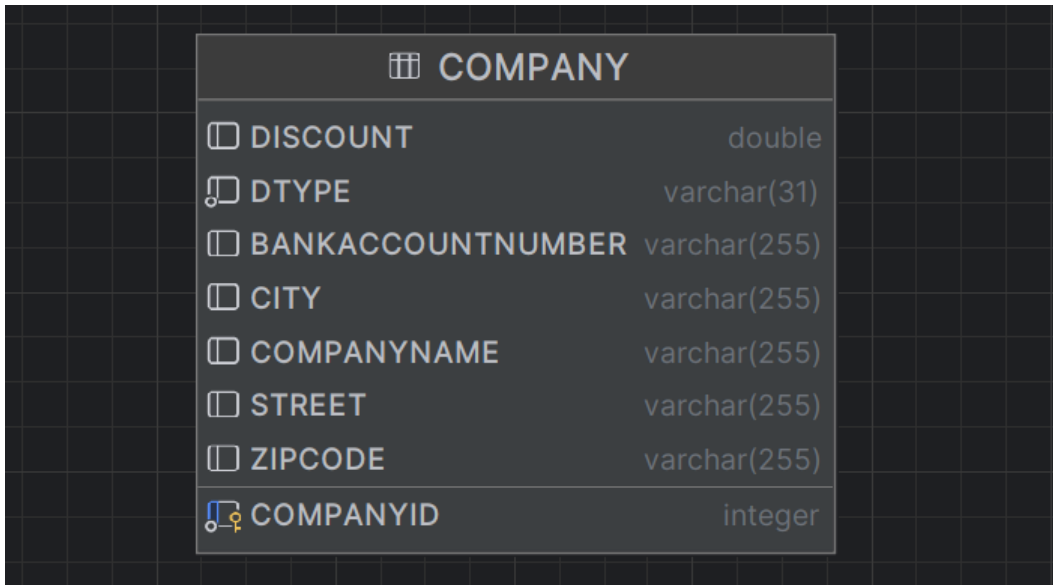 COMPANY
DISCOUNT double
DTYPE varchar(31)
BANKACCOUNTNUMBER varchar(255)
CITY varchar(255)
COMPANYNAME varchar(255)
STREET varchar(255)
ZIPCODE varchar(255)
COMPANYID integer